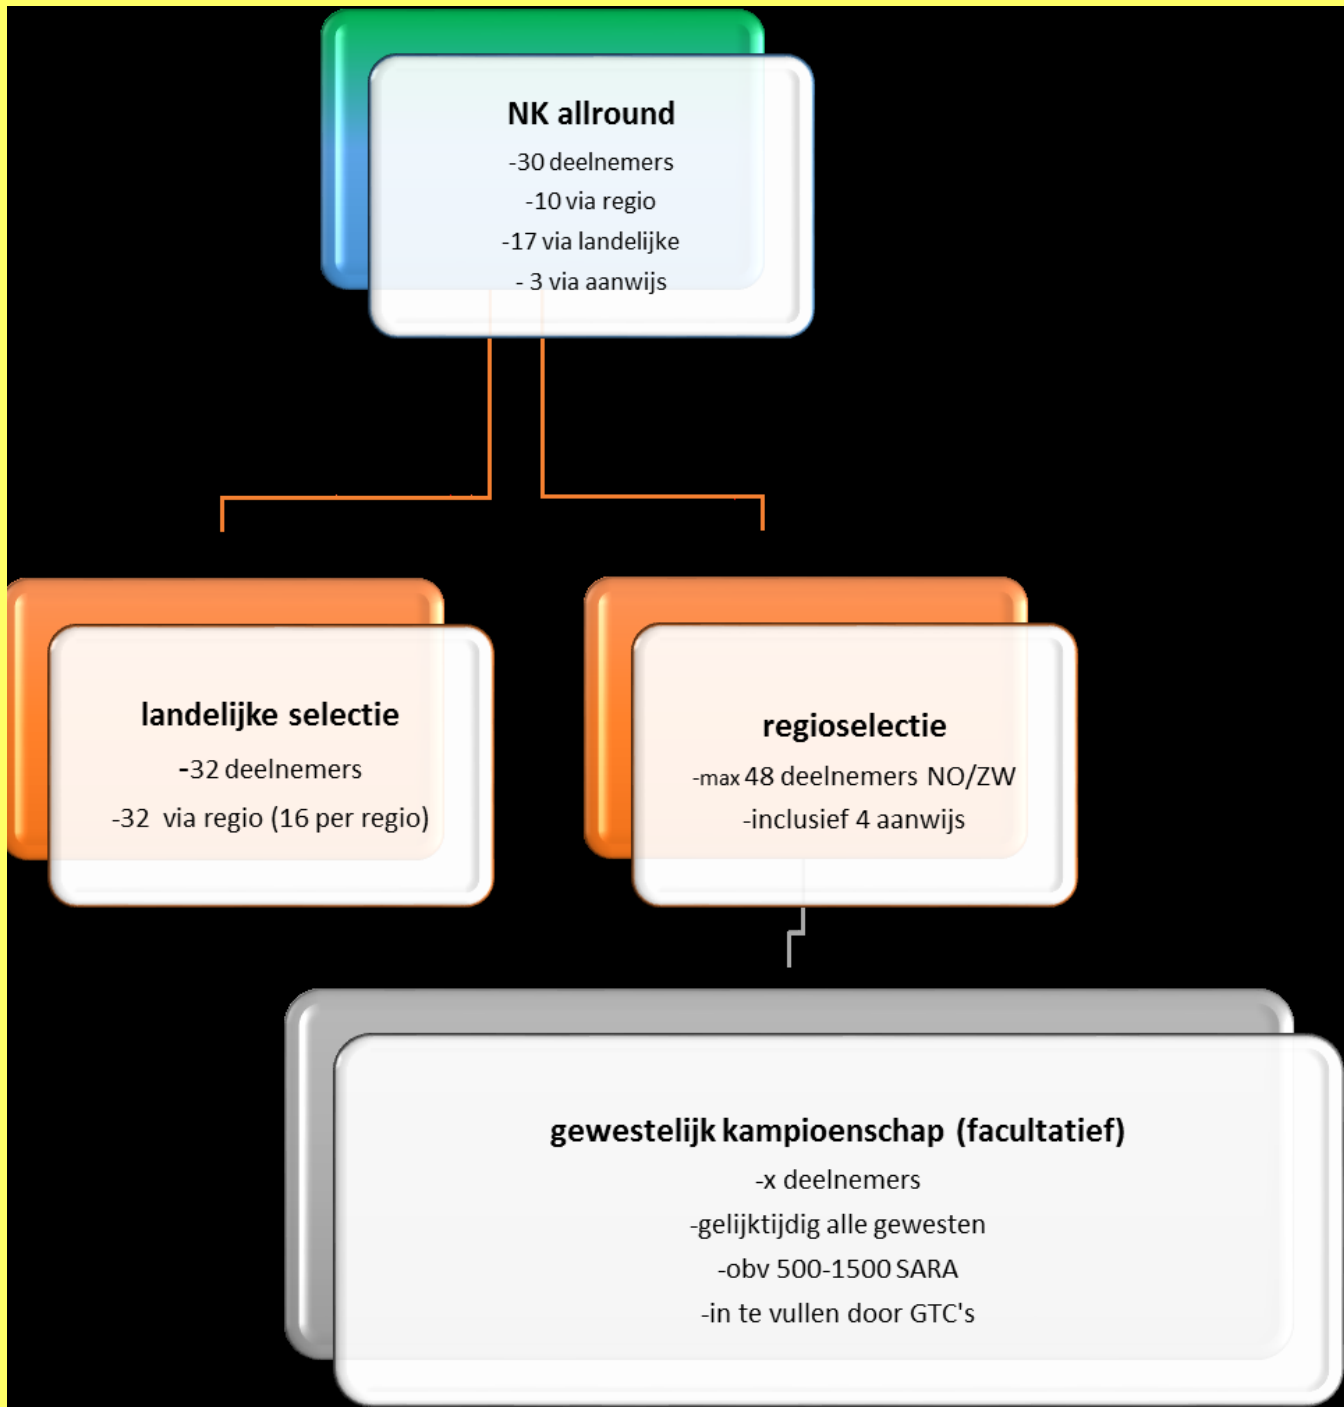 NK allround
-30 deelnemers
-10 via regio
-17 via landelijke
- 3 via aanwijs
landelijke selectie
-32 deelnemers
-32  via regio (16 per regio)
regioselectie
-max 48 deelnemers NO/ZW
-inclusief 4 aanwijs
gewestelijk kampioenschap (facultatief)
-x deelnemers
-gelijktijdig alle gewesten
-obv 500-1500 SARA
-in te vullen door GTC's